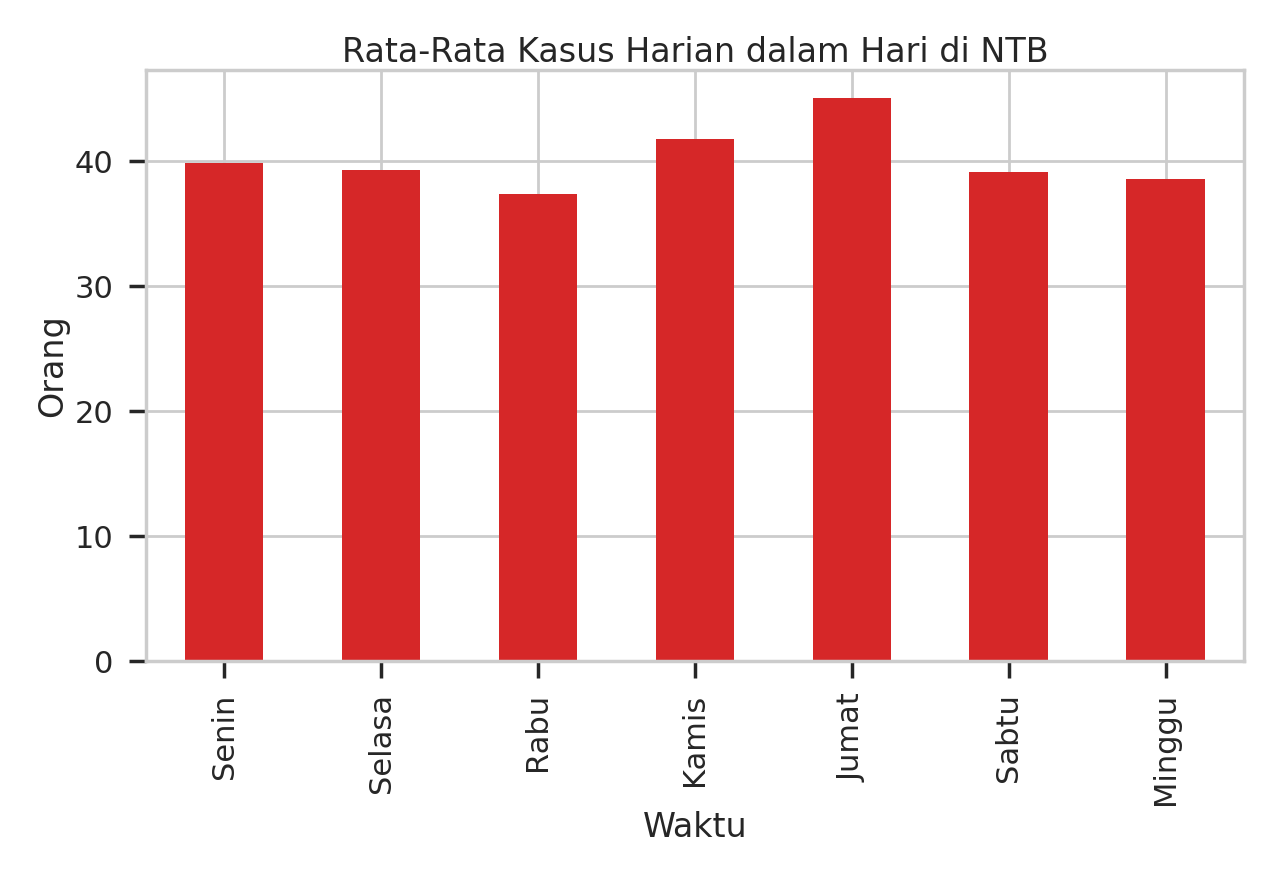 Rata-Rata Kasus Harian dalam Hari di NTB
Orang
40
30
20
10
0
Senin
Selasa
Rabu
Kamis
Jumat
Sabtu
Minggu
Waktu